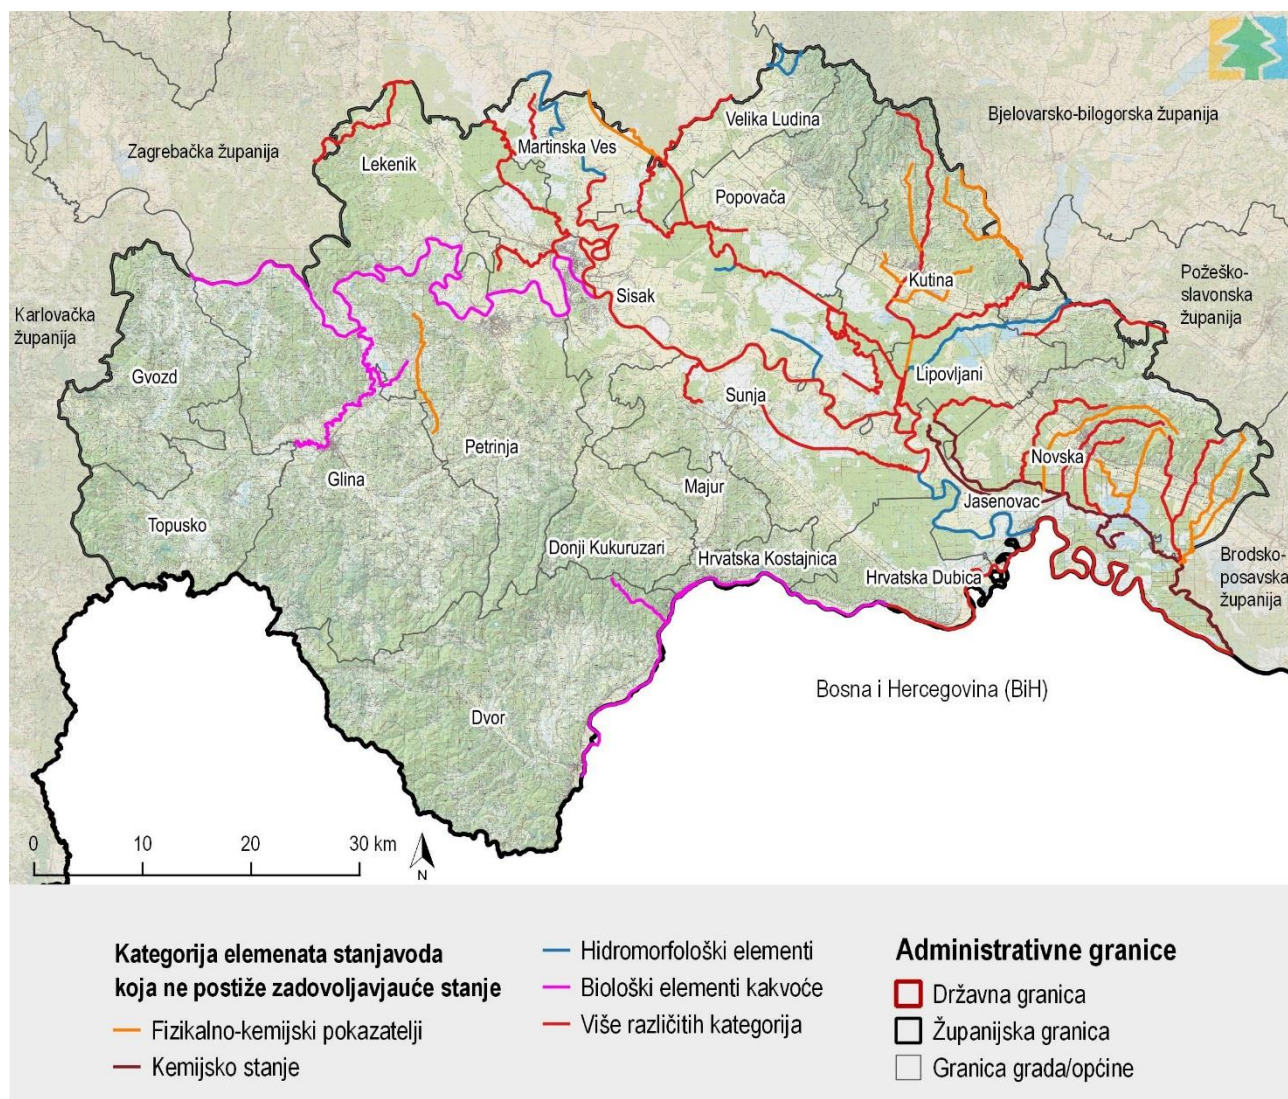 Bjelovarsko-bilogorska županija
Velika Ludina
Zagrebačka županija
Martinska Ves
Lekenik
Popovača
Požeško-
slavonska
županija
Kutina
Sisak
Karlovačka
županija
Gvozd
Lipovljani
Sunja
Petrinja
Novska
Glina
Majur
Jasenovac
Topusko
Donji Kukuruzari
Hrvatska Kostajnica
Hrvatska Dubica
Brodsko-
posavska
županija
Bosna i Hercegovina (BiH)
Dvor
0 10 20 30 km
N
Kategorija elemenata stanjavoda
koja ne postiže zadovoljavjauće stanje
Fizikalno-kemijski pokazatelji
Kemijsko stanje
Hidromorfološki elementi
Biološki elementi kakvoće
Više različitih kategorija
Administrativne granice
Državna granica
Županijska granica
Granica grada/općine